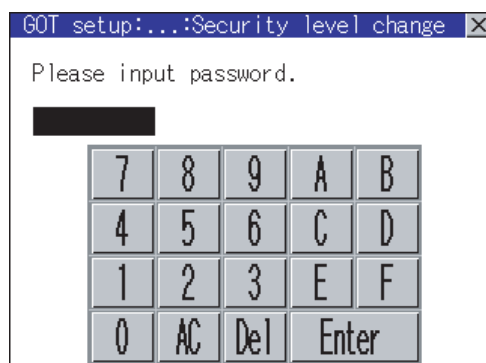 GOT setup:...:Security level change ×
Please input password.
7 8 9 A B
4 5 6 C D
1 2 3 E F
0 AC Del Enter